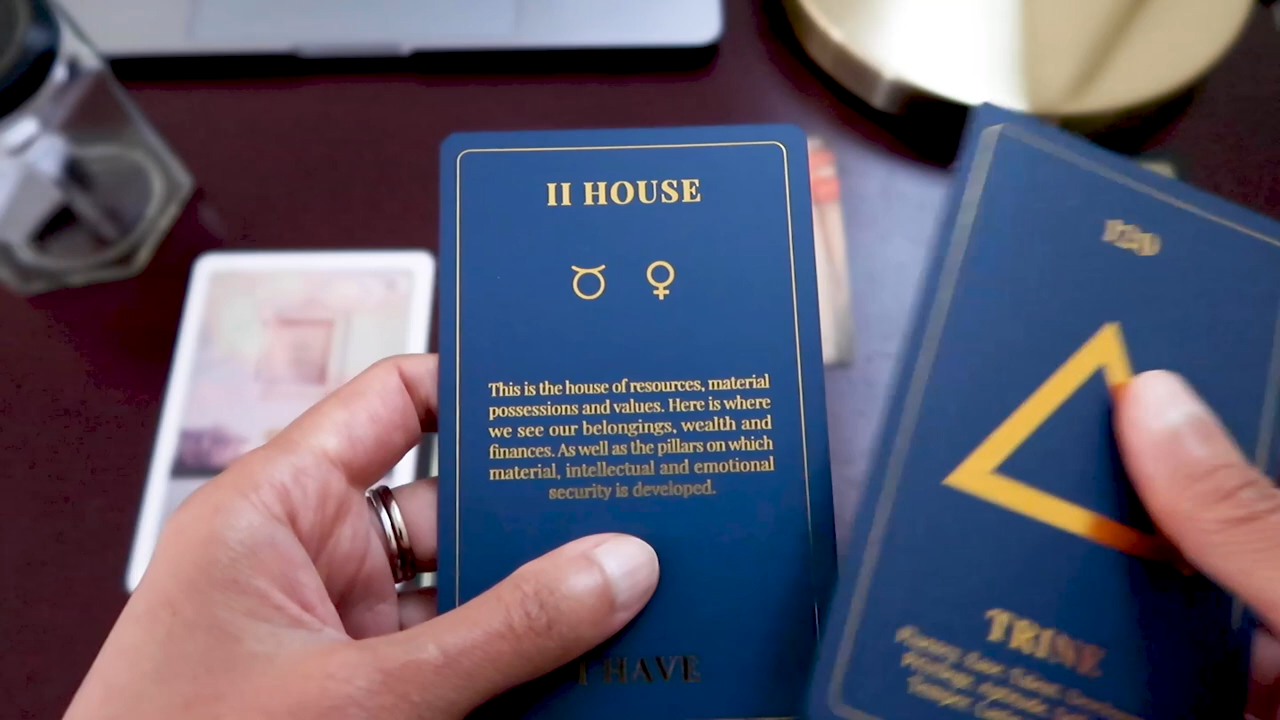 II HOUSE
♉ ♀
This is the house of resources, material
possessions and values. Here is where
we see our belongings, wealth and
finances. As well as the pillars on which
material, intellectual and emotional
security is developed.
I HAVE
120
TRINE